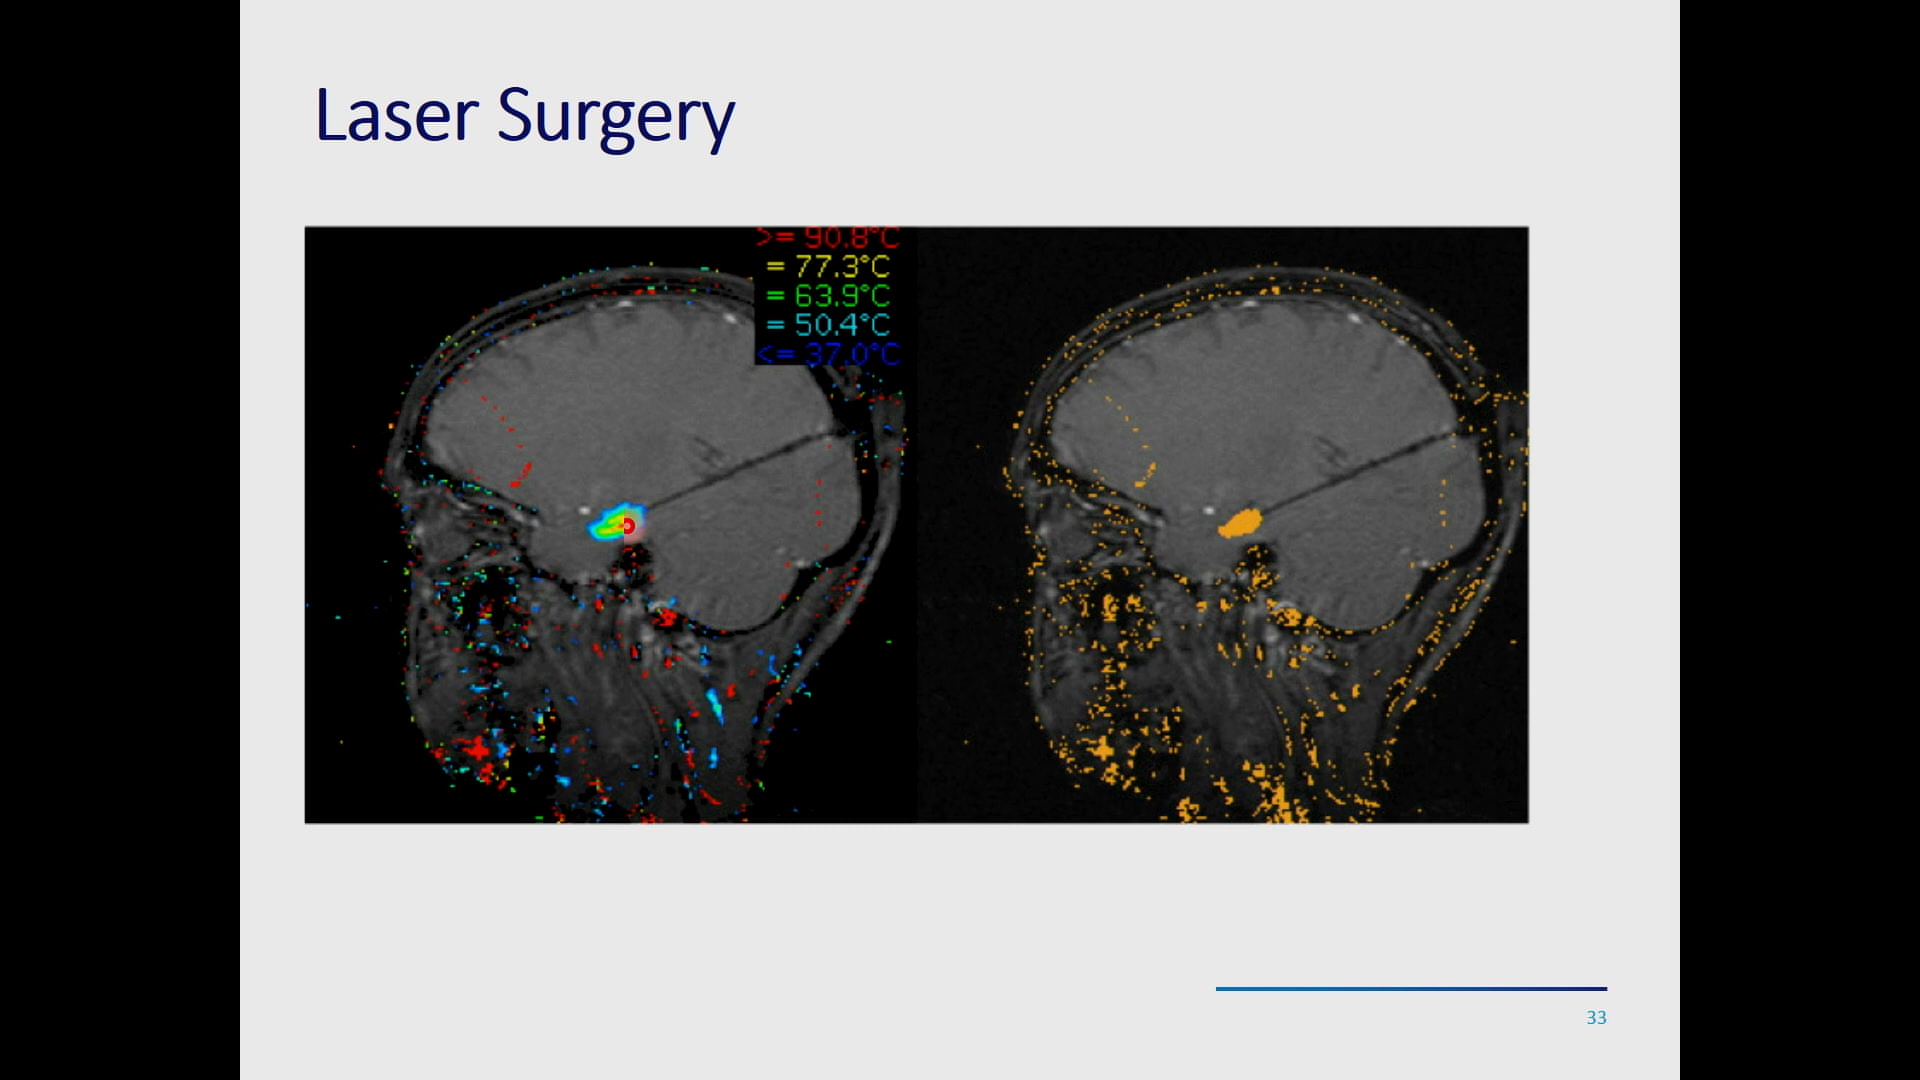 Laser Surgery
>= 90.8°C
= 77.3°C
= 63.9°C
= 50.4°C
<= 37.0°C
33